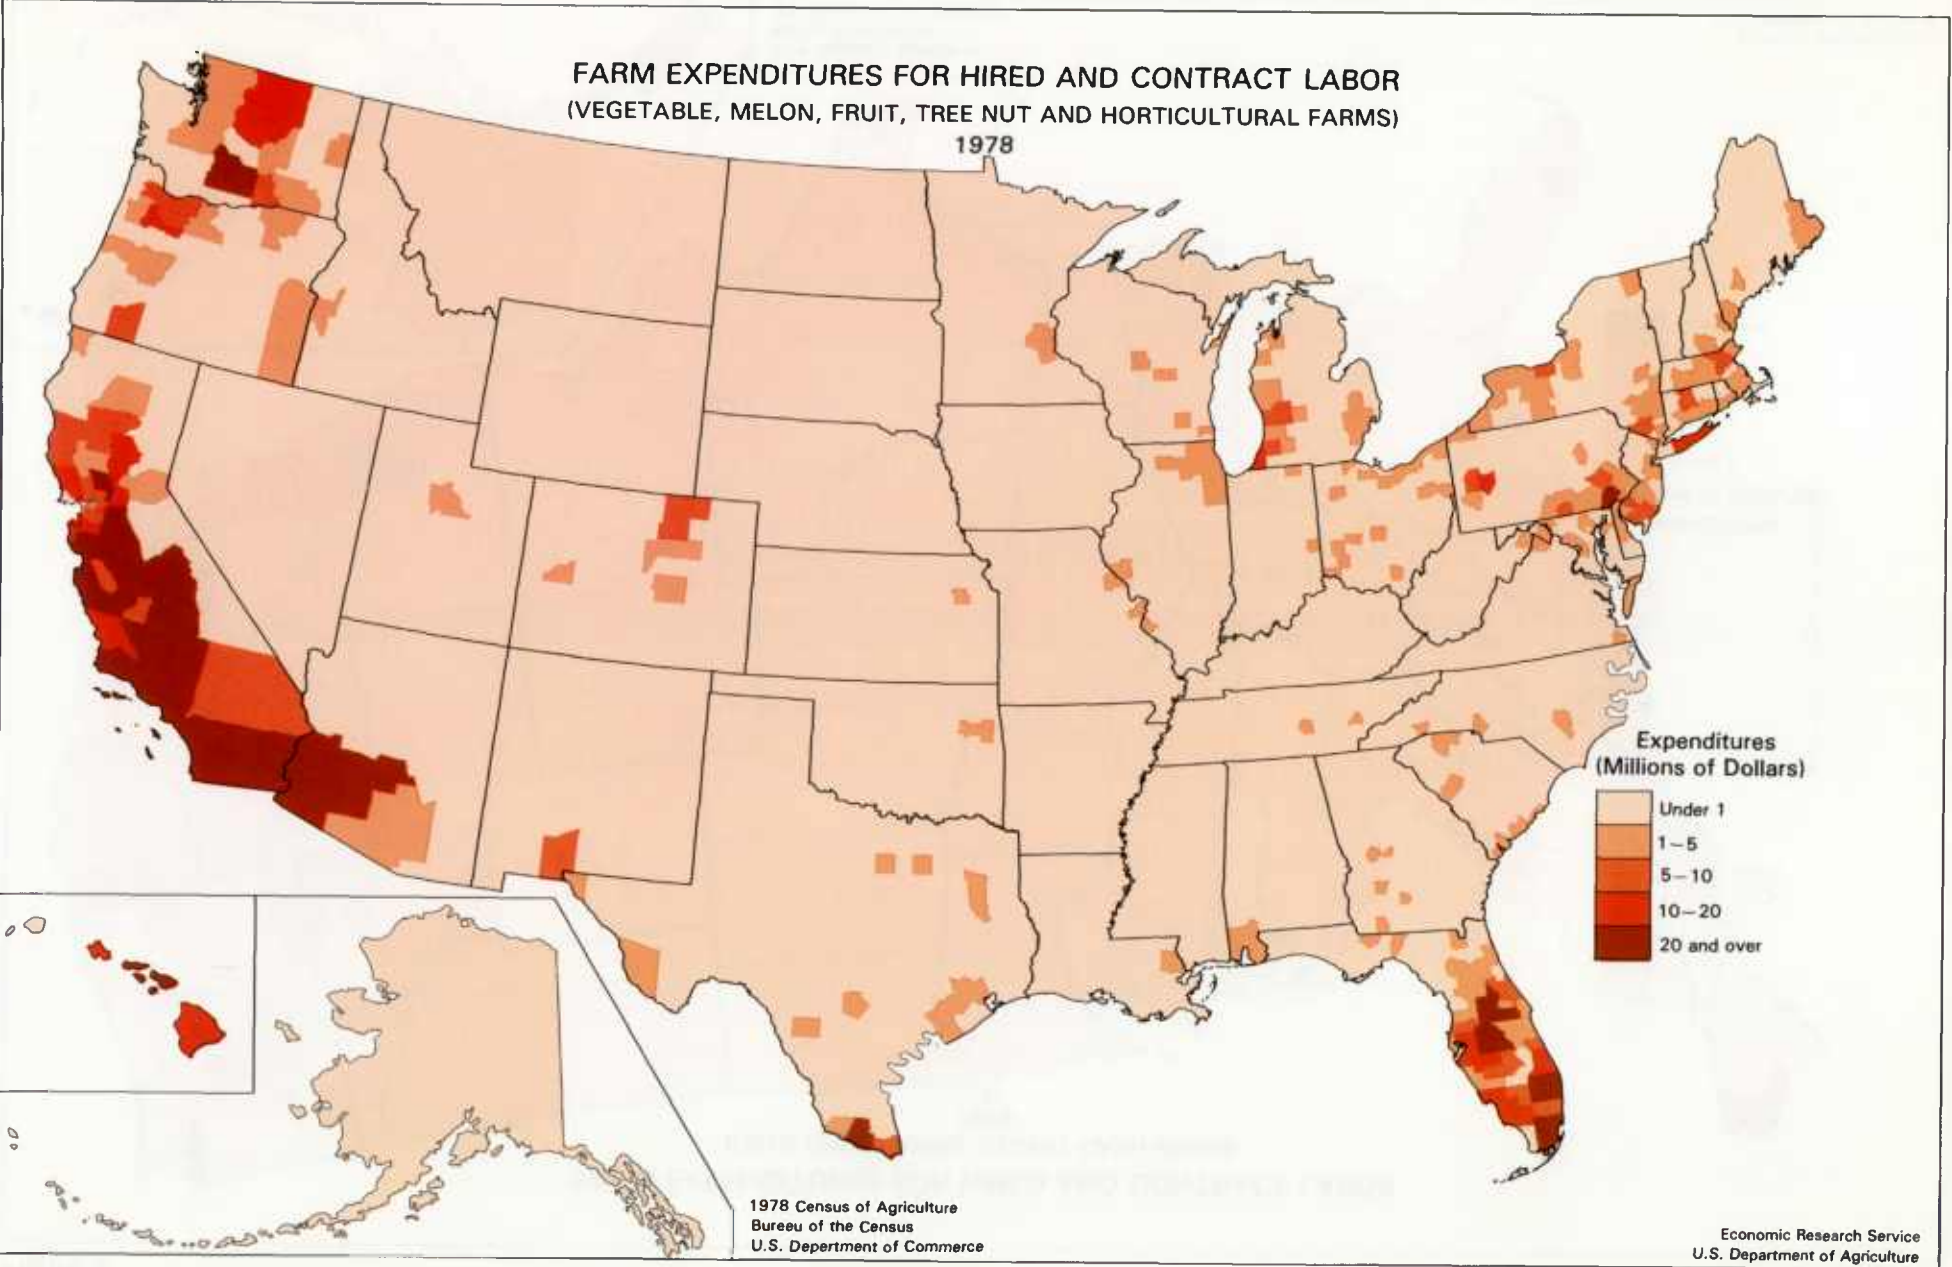 FARM EXPENDITURES FOR HIRED AND CONTRACT LABOR
(VEGETABLE, MELON, FRUIT, TREE NUT AND HORTICULTURAL FARMS)
1978
Expenditures
(Millions of Dollars)
Under 1
1–5
5–10
10–20
20 and over
1978 Census of Agriculture
Bureeu of the Census
U.S. Depertment of Commerce
Economic Research Service
U.S. Department of Agriculture